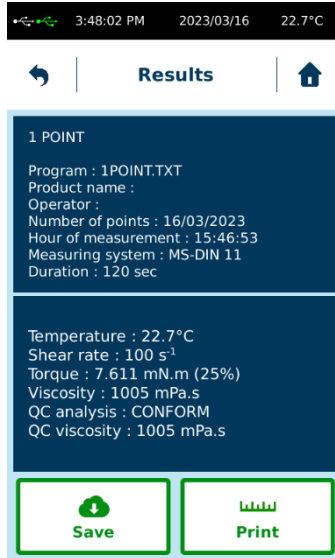 3:48:02 PM 2023/03/16 22.7°C
Results
1 POINT
Program : 1POINT.TXT
Product name :
Operator :
Number of points : 16/03/2023
Hour of measurement : 15:46:53
Measuring system : MS-DIN 11
Duration : 120 sec
Temperature : 22.7°C
Shear rate : 100 s⁻¹
Torque : 7.611 mN.m (25%)
Viscosity : 1005 mPa.s
QC analysis : CONFORM
QC viscosity : 1005 mPa.s
Save Print